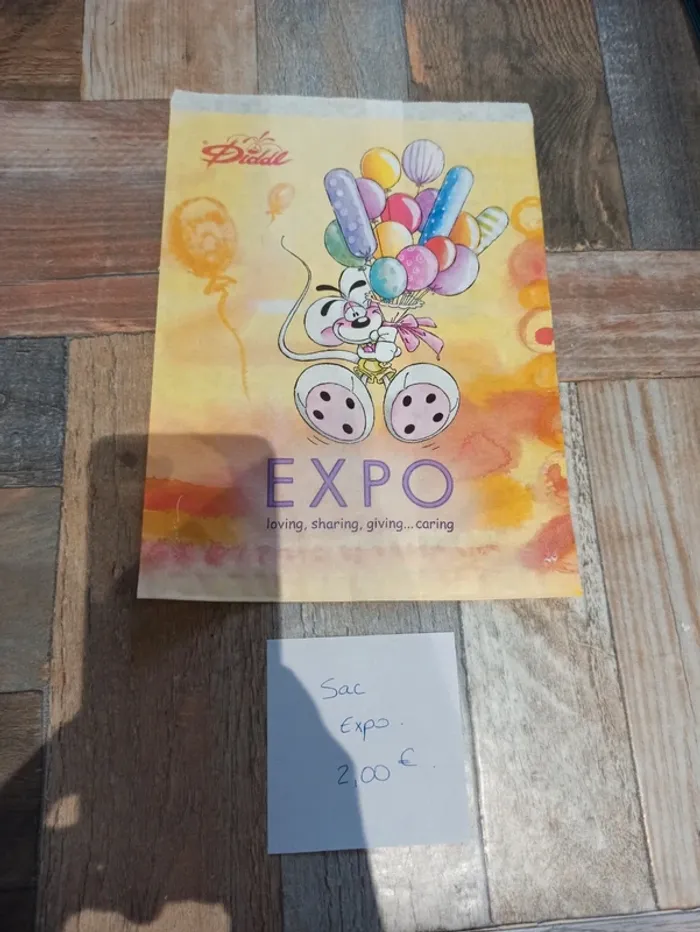 Diddl
EXPO
loving, sharing, giving...caring
Sac
Expo.
2,00 €.